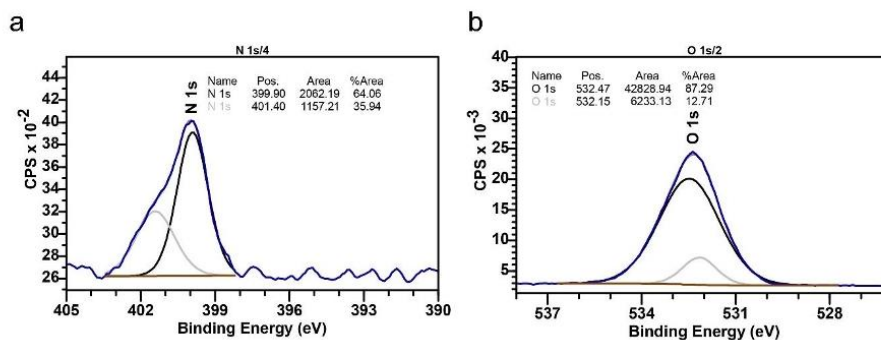 a
N 1s/4
Name Pos. Area %Area
N 1s 399.90 2062.19 64.06
N 1s 401.40 1157.21 35.94
N 1s
CPS x 10-2
44
42
40
38
36
34
32
30
28
26
405 402 399 396 393 390
Binding Energy (eV)
b
O 1s/2
Name Pos. Area %Area
O 1s 532.47 42828.94 87.29
O 1s 532.15 6233.13 12.71
O 1s
CPS x 10-3
40
35
30
25
20
15
10
5
537 534 531 528
Binding Energy (eV)